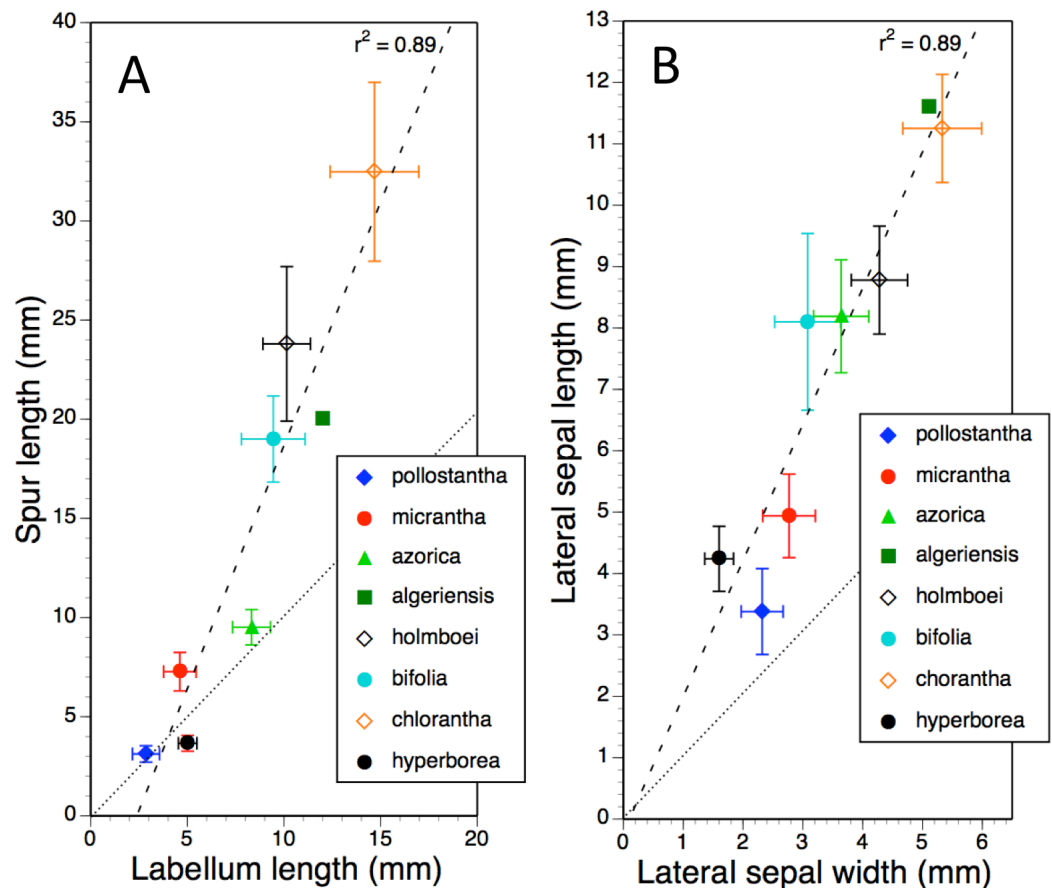 A
r² = 0.89
40
35
30
25
20
15
10
5
0
Spur length (mm)
0 5 10 15 20
Labellum length (mm)
pollostantha
micrantha
azorica
algeriensis
holmboei
bifolia
chlorantha
hyperborea
B
r² = 0.89
13
12
11
10
9
8
7
6
5
4
3
2
1
0
Lateral sepal length (mm)
0 1 2 3 4 5 6
Lateral sepal width (mm)
pollostantha
micrantha
azorica
algeriensis
holmboei
bifolia
chorantha
hyperborea